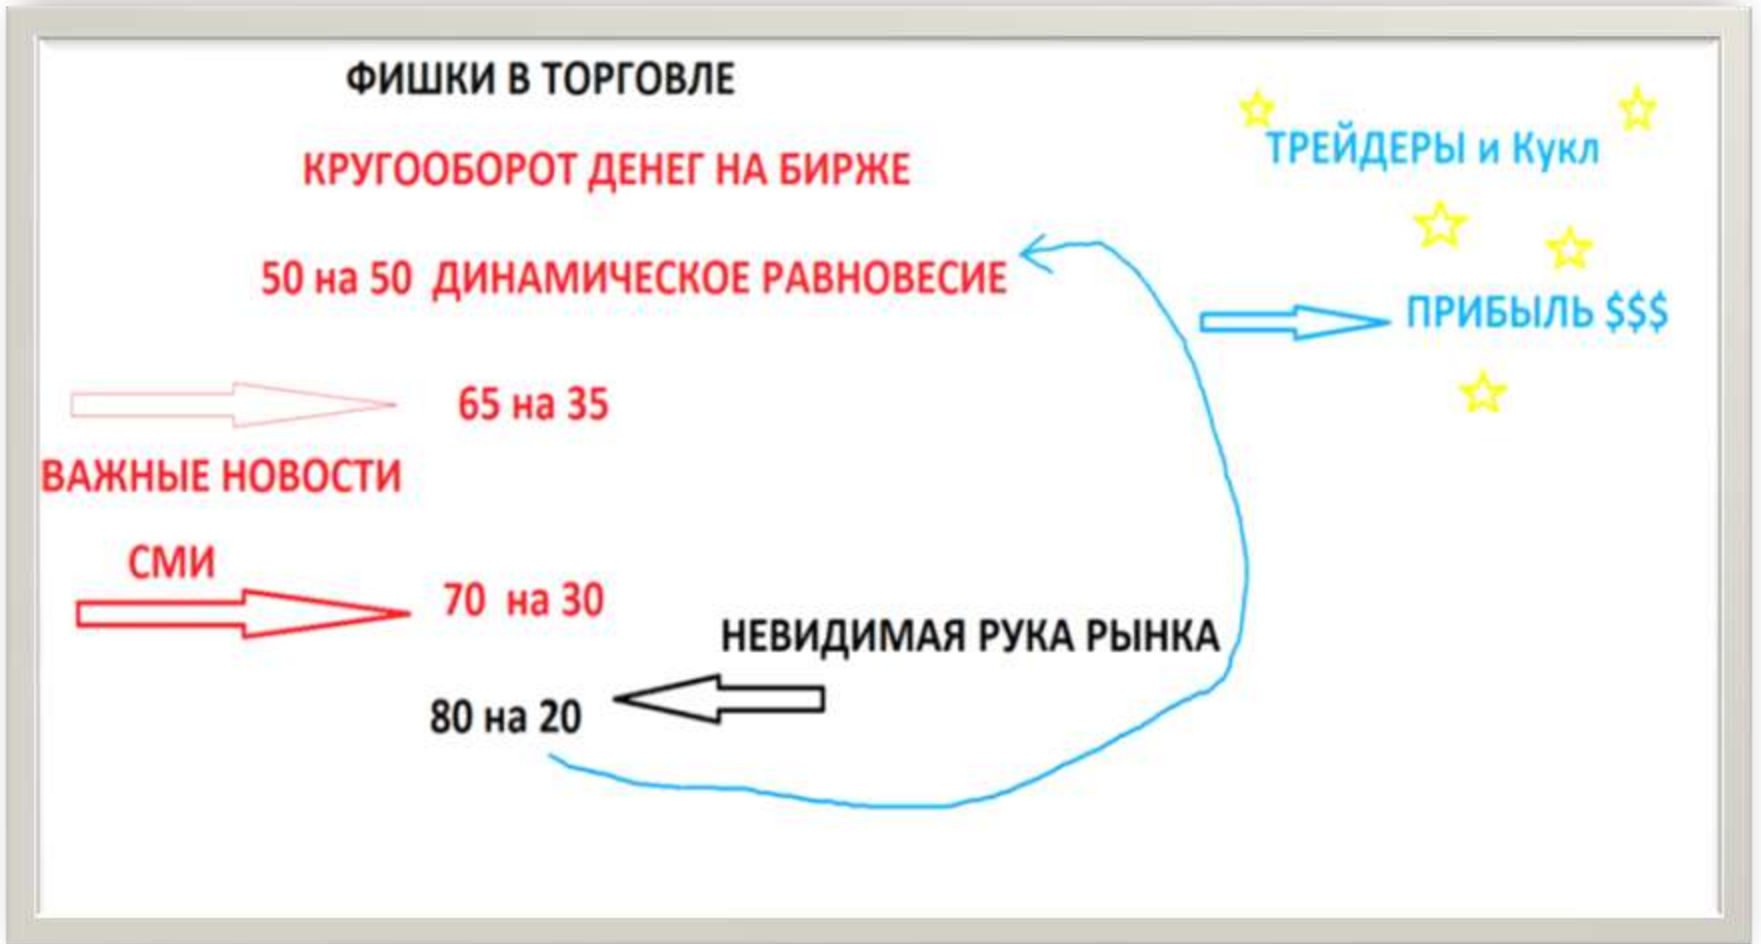 ФИШКИ В ТОРГОВЛЕ
КРУГООБОРОТ ДЕНЕГ НА БИРЖЕ
ТРЕЙДЕРЫ и Кукл
50 на 50 ДИНАМИЧЕСКОЕ РАВНОВЕСИЕ
ПРИБЫЛЬ $$$
65 на 35
ВАЖНЫЕ НОВОСТИ
СМИ
70 на 30
НЕВИДИМАЯ РУКА РЫНКА
80 на 20